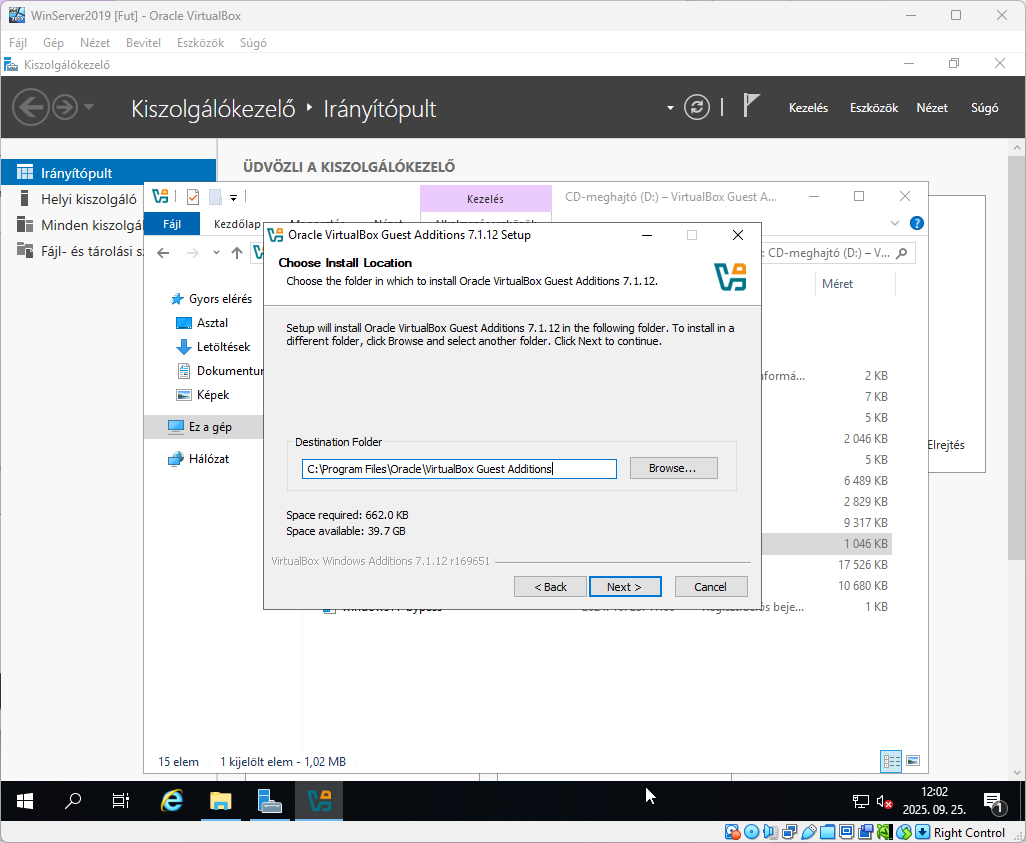 WinServer2019 [Fut] - Oracle VirtualBox
Fájl Gép Nézet Bevitel Eszközök Súgó
Kiszolgálókezelő
Kiszolgálókezelő Irányítópult
Kezelés Eszközök Nézet Súgó
Irányítópult
Helyi kiszolgáló
Minden kiszolgá
Fájl- és tárolási s
ÜDVÖZLI A KISZOLGÁLÓKEZELŐ
Elrejtés
Kezelés
CD-meghajtó (D:) – VirtualBox Guest A...
Fájl Kezdőlap
: CD-meghajtó (D:) – V...
Gyors elérés
Asztal
Letöltések
Dokumentur
Képek
Ez a gép
Hálózat
Méret
nformá... 2 KB
7 KB
5 KB
2 046 KB
5 KB
6 489 KB
2 829 KB
9 317 KB
1 046 KB
17 526 KB
10 680 KB
1 KB
15 elem 1 kijelölt elem - 1,02 MB
Oracle VirtualBox Guest Additions 7.1.12 Setup
Choose Install Location
Choose the folder in which to install Oracle VirtualBox Guest Additions 7.1.12.
Setup will install Oracle VirtualBox Guest Additions 7.1.12 in the following folder. To install in a
different folder, click Browse and select another folder. Click Next to continue.
Destination Folder
C:\Program Files\Oracle\VirtualBox Guest Additions
Browse...
Space required: 662.0 KB
Space available: 39.7 GB
VirtualBox Windows Additions 7.1.12 r169651
< Back Next > Cancel
12:02
2025. 09. 25.
1
Right Control